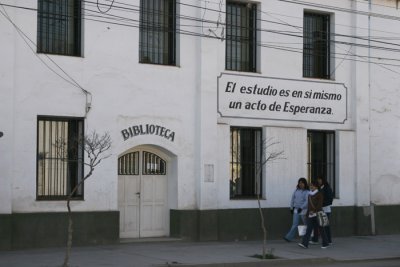 El estudio es en si mismo
un acto de Esperanza.
BIBLIOTECA